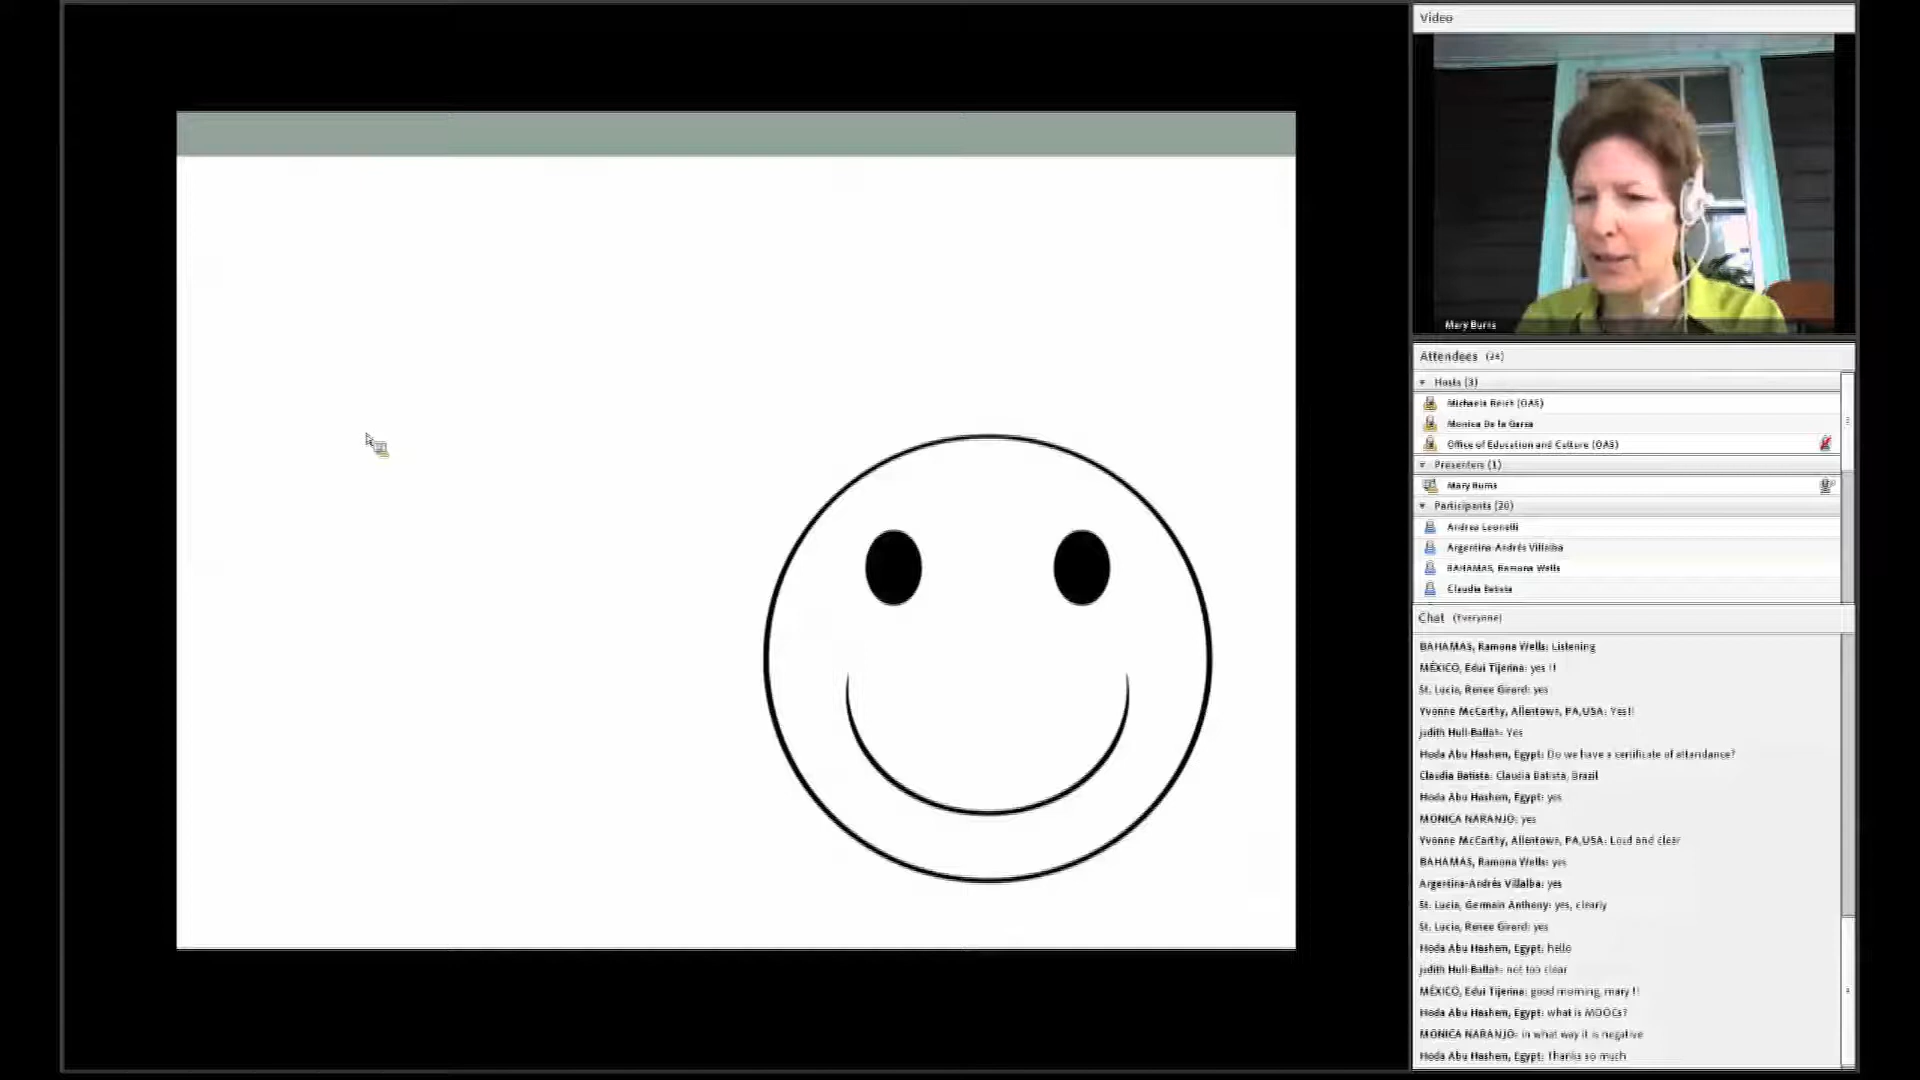 Video
Mary Burns
Attendees (24)
Hosts (3)
Michaela Reich (OAS)
Monica De la Garza
Office of Education and Culture (OAS)
Presenters (1)
Mary Burns
Participants (20)
Andrea Leonelli
Argentina-Andrés Villalba
BAHAMAS, Ramona Wells
Claudia Batista
Chat (Everyone)
BAHAMAS, Ramona Wells: Listening
MÉXICO, Edui Tijerina: yes !!
St. Lucia, Renee Girard: yes
Yvonne McCarthy, Allentown, PA,USA: Yes!!
judith Hull-Ballah: Yes
Hoda Abu Hashem, Egypt: Do we have a certificate of attandance?
Claudia Batista: Claudia Batista, Brazil
Hoda Abu Hashem, Egypt: yes
MONICA NARANJO: yes
Yvonne McCarthy, Allentown, PA,USA: Loud and clear
BAHAMAS, Ramona Wells: yes
Argentina-Andrés Villalba: yes
St. Lucia, Germain Anthony: yes, clearly
St. Lucia, Renee Girard: yes
Hoda Abu Hashem, Egypt: hello
judith Hull-Ballah: not too clear
MÉXICO, Edui Tijerina: good morning, mary !!
Hoda Abu Hashem, Egypt: what is MOOCs?
MONICA NARANJO: in what way it is negative
Hoda Abu Hashem, Egypt: Thanks so much